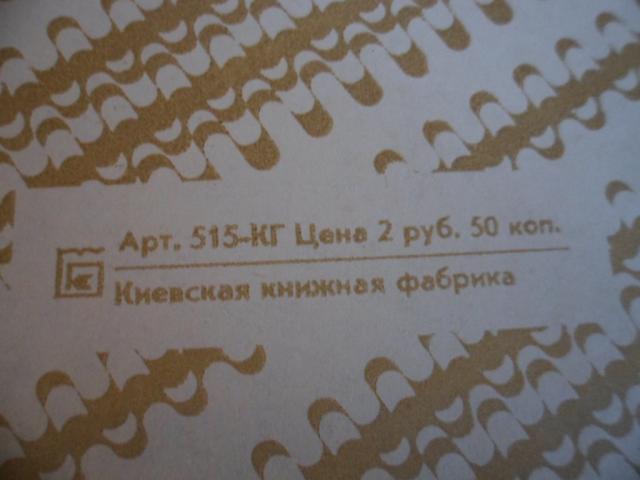 Арт. 515-КГ Цена 2 руб. 50 коп.
Киевская книжная фабрика